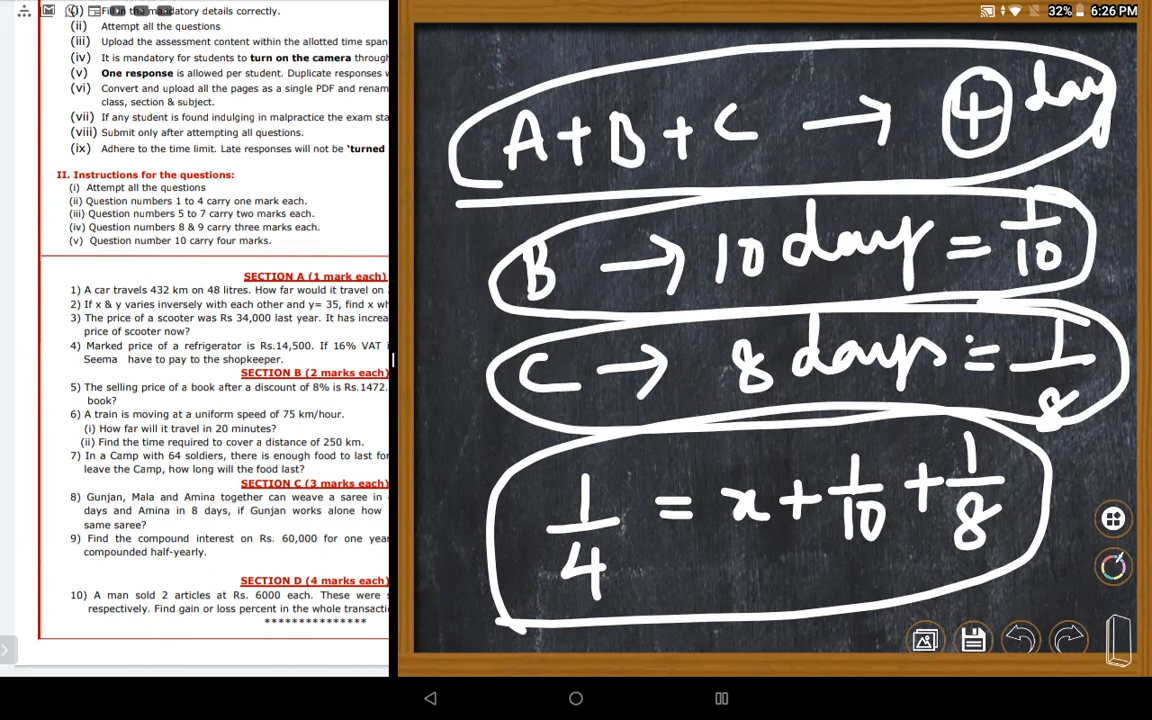 32% 6:26 PM
(i) Fill in the mandatory details correctly.
(ii) Attempt all the questions
(iii) Upload the assessment content within the allotted time span
(iv) It is mandatory for students to turn on the camera through
(v) One response is allowed per student. Duplicate responses w
(vi) Convert and upload all the pages as a single PDF and renam
class, section & subject.
(vii) If any student is found indulging in malpractice the exam sta
(viii) Submit only after attempting all questions.
(ix) Adhere to the time limit. Late responses will not be 'turned
II. Instructions for the questions:
(i) Attempt all the questions
(ii) Question numbers 1 to 4 carry one mark each.
(iii) Question numbers 5 to 7 carry two marks each.
(iv) Question numbers 8 & 9 carry three marks each.
(v) Question number 10 carry four marks.
SECTION A (1 mark each)
1) A car travels 432 km on 48 litres. How far would it travel on
2) If x & y varies inversely with each other and y= 35, find x wh
3) The price of a scooter was Rs 34,000 last year. It has increa
price of scooter now?
4) Marked price of a refrigerator is Rs.14,500. If 16% VAT i
Seema have to pay to the shopkeeper.
SECTION B (2 marks each)
5) The selling price of a book after a discount of 8% is Rs.1472.
book?
6) A train is moving at a uniform speed of 75 km/hour.
(i) How far will it travel in 20 minutes?
(ii) Find the time required to cover a distance of 250 km.
7) In a Camp with 64 soldiers, there is enough food to last for
leave the Camp, how long will the food last?
SECTION C (3 marks each)
8) Gunjan, Mala and Amina together can weave a saree in
days and Amina in 8 days, if Gunjan works alone how
same saree?
9) Find the compound interest on Rs. 60,000 for one yea
compounded half-yearly.
SECTION D (4 marks each)
10) A man sold 2 articles at Rs. 6000 each. These were s
respectively. Find gain or loss percent in the whole transactio
***************
A+B+C → 4 day
B → 10 day = 1/10
C → 8 days = 1/8
1/4 = x + 1/10 + 1/8